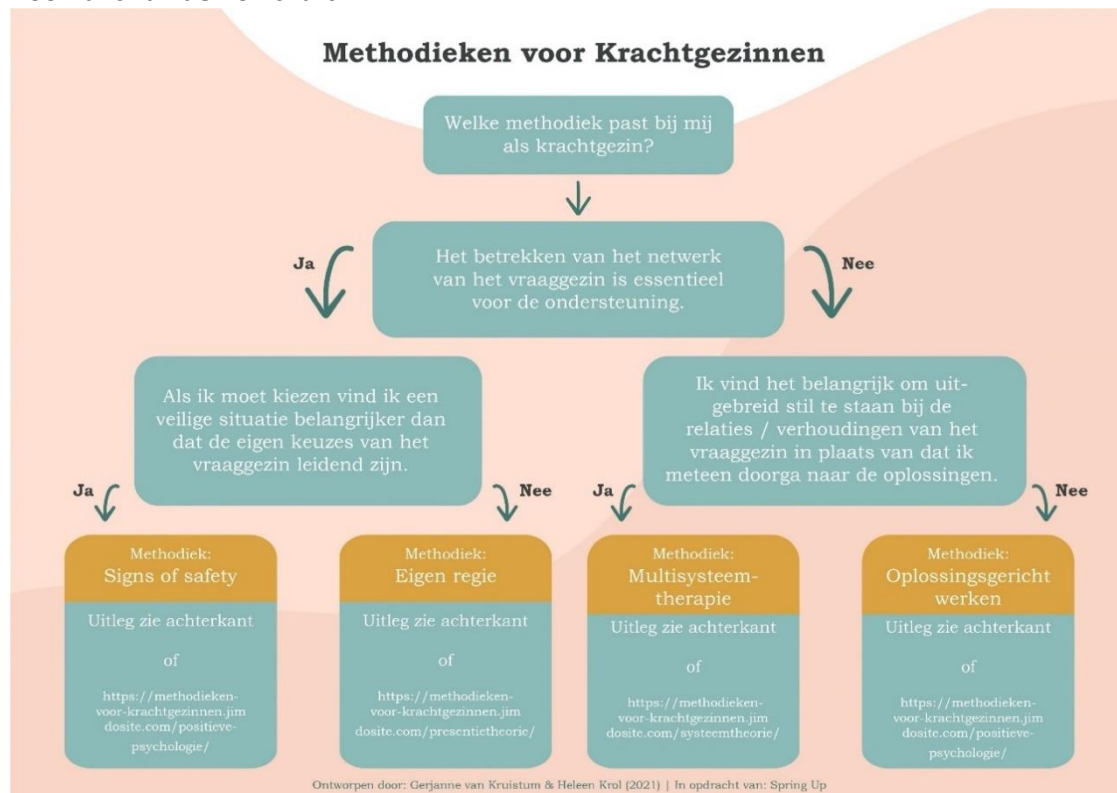 Methodieken voor Krachtgezinnen
Welke methodiek past bij mij
als krachtgezin?
Ja
Het betrekken van het netwerk
van het vraaggezin is essentieel
voor de ondersteuning.
Nee
Als ik moet kiezen vind ik een
veilige situatie belangrijker dan
dat de eigen keuzes van het
vraaggezin leidend zijn.
Ik vind het belangrijk om uit-
gebreid stil te staan bij de
relaties / verhoudingen van het
vraaggezin in plaats van dat ik
meteen doorga naar de oplossingen.
Ja
Nee
Ja
Nee
Methodiek:
Signs of safety
Uitleg zie achterkant
of
https://methodieken-
voor-krachtgezinnen.jim
dosite.com/positieve-
psychologie/
Methodiek:
Eigen regie
Uitleg zie achterkant
of
https://methodieken-
voor-krachtgezinnen.jim
dosite.com/presentietheorie/
Methodiek:
Multisysteem-
therapie
Uitleg zie achterkant
of
https://methodieken-
voor-krachtgezinnen.jim
dosite.com/systeemtheorie/
Methodiek:
Oplossingsgericht
werken
Uitleg zie achterkant
of
https://methodieken-
voor-krachtgezinnen.jim
dosite.com/positieve-
psychologie/
Ontworpen door: Gerjanne van Kruistum & Heleen Krol (2021) | In opdracht van: Spring Up